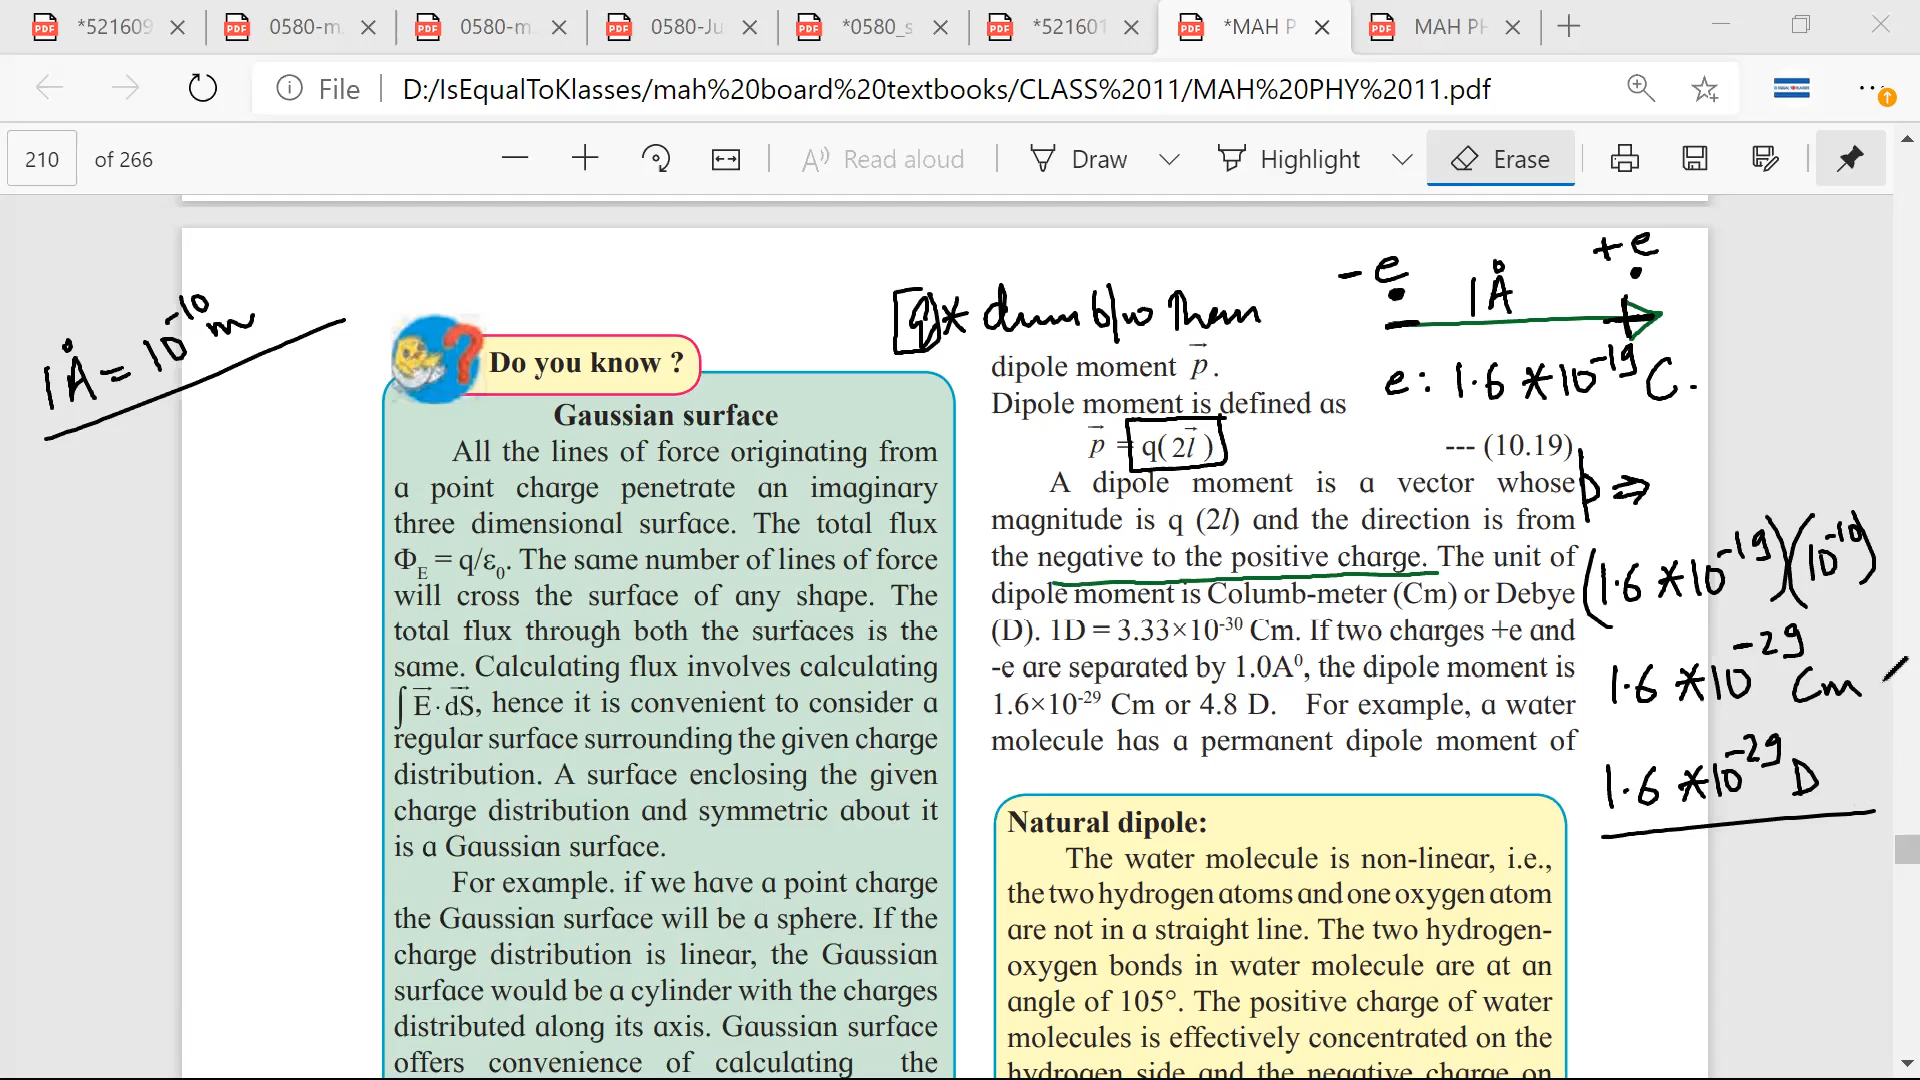 *521609
0580-m
0580-m
0580-Ju
*0580_s
*521601
*MAH P
MAH PH
File
D:/IsEqualToKlasses/mah%20board%20textbooks/CLASS%2011/MAH%20PHY%2011.pdf
210 of 266
Read aloud
Draw
Highlight
Erase
1Å = 10⁻¹⁰ m
Do you know ?
Gaussian surface
All the lines of force originating from
a point charge penetrate an imaginary
three dimensional surface. The total flux
Φ_E = q/ε₀. The same number of lines of force
will cross the surface of any shape. The
total flux through both the surfaces is the
same. Calculating flux involves calculating
∫E⃗·dS⃗, hence it is convenient to consider a
regular surface surrounding the given charge
distribution. A surface enclosing the given
charge distribution and symmetric about it
is a Gaussian surface.
For example. if we have a point charge
the Gaussian surface will be a sphere. If the
charge distribution is linear, the Gaussian
surface would be a cylinder with the charges
distributed along its axis. Gaussian surface
offers convenience of calculating the
[q]* b/w Them
-e 1Å +e
dipole moment p⃗.
e: 1.6 * 10⁻¹⁹ C.
Dipole moment is defined as
p⃗ = q(2l⃗) --- (10.19)
A dipole moment is a vector whose
magnitude is q (2l) and the direction is from
the negative to the positive charge. The unit of
dipole moment is Columb-meter (Cm) or Debye
(D). 1D = 3.33×10⁻³⁰ Cm. If two charges +e and
-e are separated by 1.0A⁰, the dipole moment is
1.6×10⁻²⁹ Cm or 4.8 D. For example, a water
molecule has a permanent dipole moment of
p ⇒
(1.6 * 10⁻¹⁹)(10⁻¹⁰)
1.6 * 10⁻²⁹ Cm
1.6 * 10⁻²⁹ D
Natural dipole:
The water molecule is non-linear, i.e.,
the two hydrogen atoms and one oxygen atom
are not in a straight line. The two hydrogen-
oxygen bonds in water molecule are at an
angle of 105°. The positive charge of water
molecules is effectively concentrated on the
hydrogen side and the negative charge on